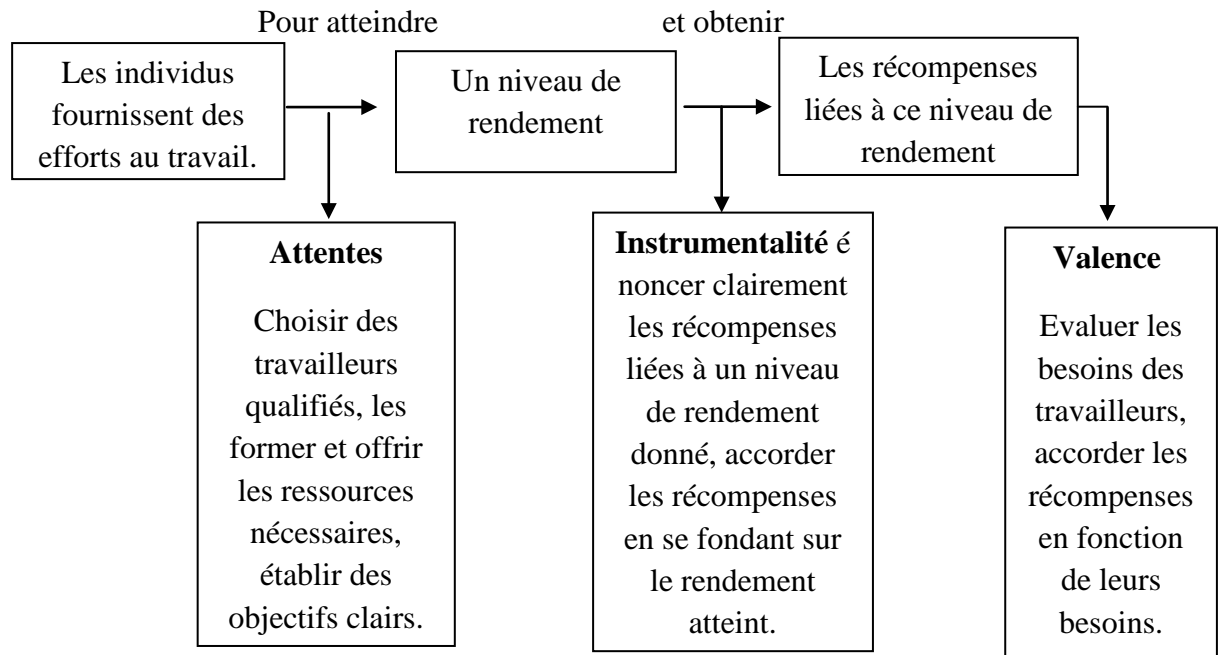 Pour atteindre
et obtenir
Les individus
fournissent des
efforts au travail.
Un niveau de
rendement
Les récompenses
liées à ce niveau de
rendement
Attentes
Choisir des
travailleurs
qualifiés, les
former et offrir
les ressources
nécessaires,
établir des
objectifs clairs.
Instrumentalité é
noncer clairement
les récompenses
liées à un niveau
de rendement
donné, accorder
les récompenses
en se fondant sur
le rendement
atteint.
Valence
Evaluer les
besoins des
travailleurs,
accorder les
récompenses
en fonction
de leurs
besoins.